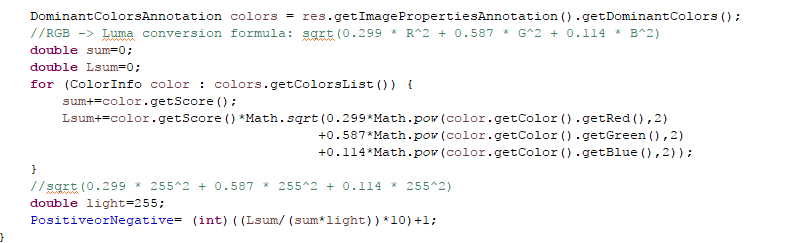 DominantColorsAnnotation colors = res.getImagePropertiesAnnotation().getDominantColors();
//RGB -> Luma conversion formula: sqrt(0.299 * R^2 + 0.587 * G^2 + 0.114 * B^2)
double sum=0;
double Lsum=0;
for (ColorInfo color : colors.getColorsList()) {
sum+=color.getScore();
Lsum+=color.getScore()*Math.sqrt(0.299*Math.pow(color.getColor().getRed(),2)
+0.587*Math.pow(color.getColor().getGreen(),2)
+0.114*Math.pow(color.getColor().getBlue(),2));
}
//sqrt(0.299 * 255^2 + 0.587 * 255^2 + 0.114 * 255^2)
double light=255;
PositiveorNegative= (int)((Lsum/(sum*light))*10)+1;
}